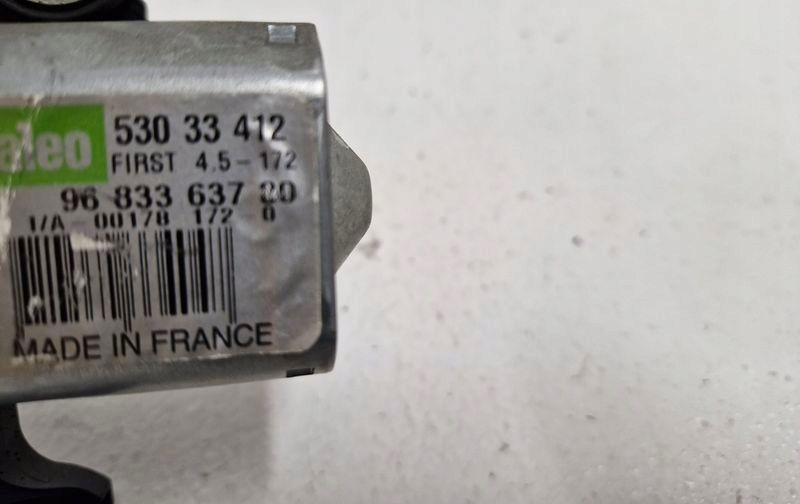 aleo
530 33 412
FIRST 4.5-172
96 833 637 80
1/A-00178 172 0
MADE IN FRANCE